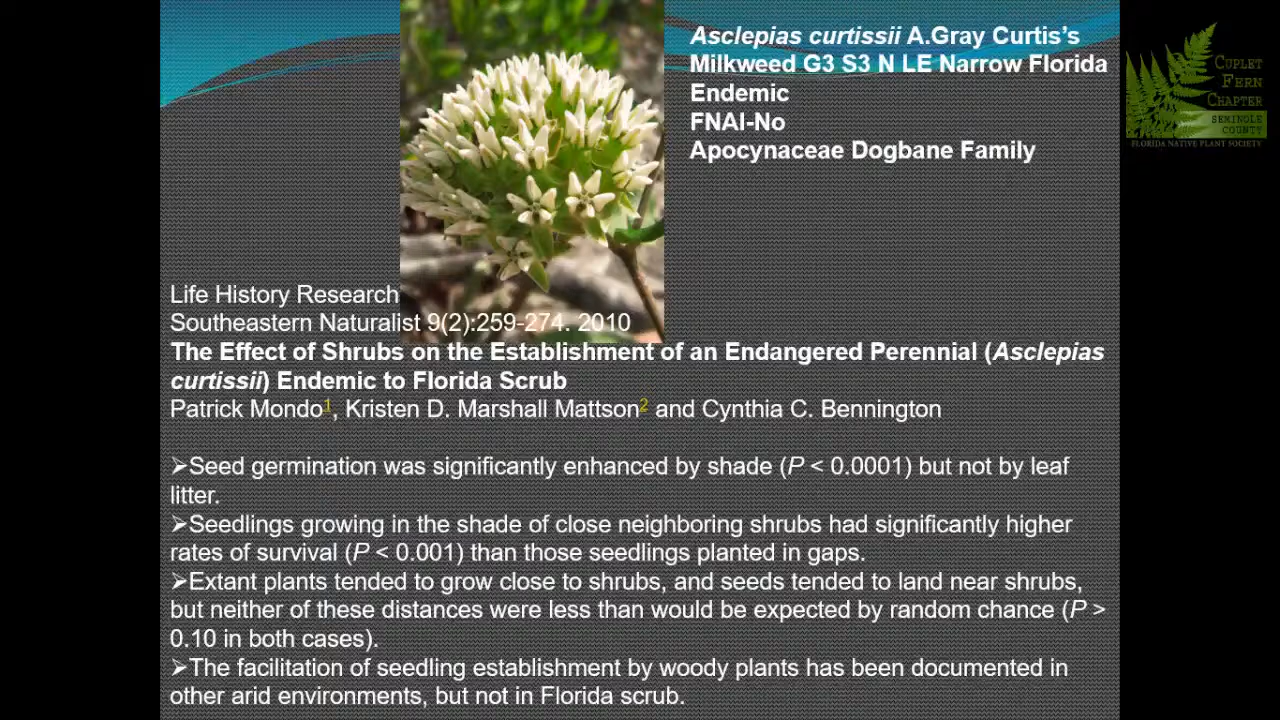 Asclepias curtissii A.Gray Curtis's
Milkweed G3 S3 N LE Narrow Florida
Endemic
FNAI-No
Apocynaceae Dogbane Family
CUPLET
FERN
CHAPTER
SEMINOLE
COUNTY
FLORIDA NATIVE PLANT SOCIETY
Life History Research
Southeastern Naturalist 9(2):259-274. 2010
The Effect of Shrubs on the Establishment of an Endangered Perennial (Asclepias
curtissii) Endemic to Florida Scrub
Patrick Mondo1, Kristen D. Marshall Mattson2 and Cynthia C. Bennington
➢Seed germination was significantly enhanced by shade (P < 0.0001) but not by leaf
litter.
➢Seedlings growing in the shade of close neighboring shrubs had significantly higher
rates of survival (P < 0.001) than those seedlings planted in gaps.
➢Extant plants tended to grow close to shrubs, and seeds tended to land near shrubs,
but neither of these distances were less than would be expected by random chance (P >
0.10 in both cases).
➢The facilitation of seedling establishment by woody plants has been documented in
other arid environments, but not in Florida scrub.